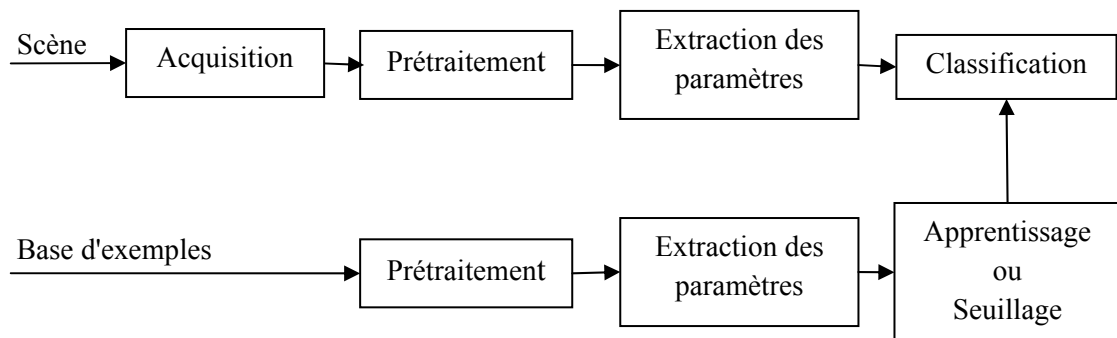 Scène
Acquisition
Prétraitement
Extraction des
paramètres
Classification
Base d'exemples
Prétraitement
Extraction des
paramètres
Apprentissage
ou
Seuillage